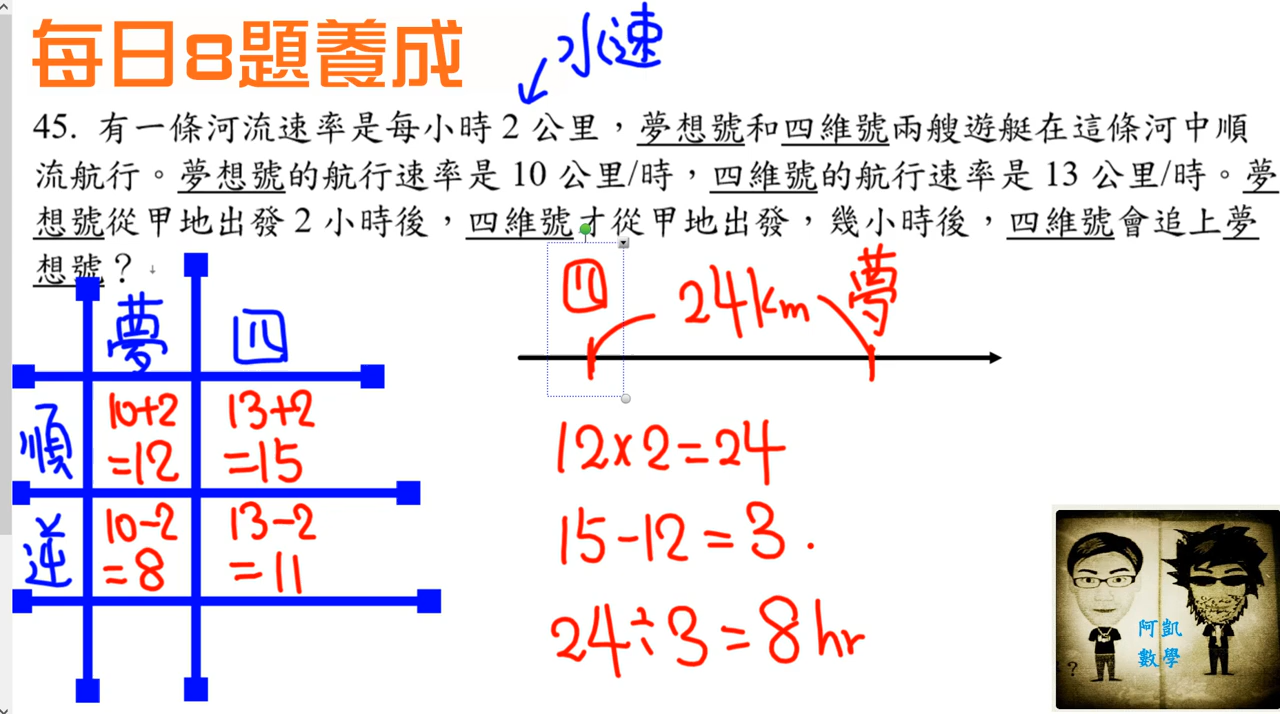 每日8題養成
水速
45. 有一條河流速率是每小時 2 公里，夢想號和四維號兩艘遊艇在這條河中順
流航行。夢想號的航行速率是 10 公里/時，四維號的航行速率是 13 公里/時。夢
想號從甲地出發 2 小時後，四維號才從甲地出發，幾小時後，四維號會追上夢
想號？
四 24km 夢
夢 四
順 10+2 13+2
=12 =15
逆 10-2 13-2
=8 =11
12×2=24
15-12=3.
24÷3=8hr
阿凱
數學
?